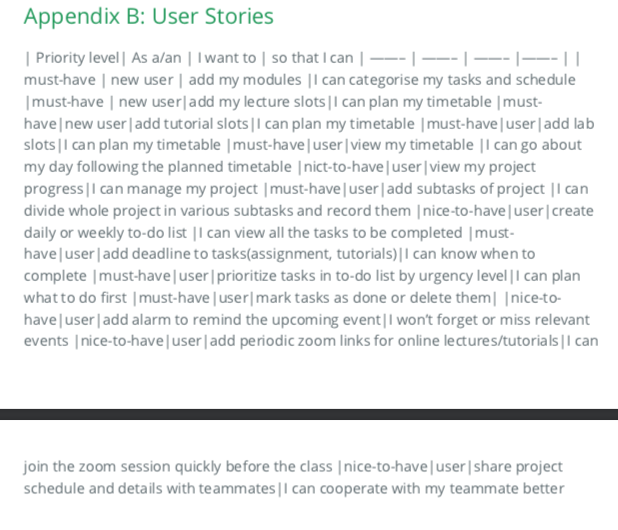 Appendix B: User Stories
| Priority level| As a/an | I want to | so that I can | ——– | ——– | ——– |——– | |
must-have | new user | add my modules |I can categorise my tasks and schedule
|must-have | new user|add my lecture slots|I can plan my timetable |must-
have|new user|add tutorial slots|I can plan my timetable |must-have|user|add lab
slots|I can plan my timetable |must-have|user|view my timetable |I can go about
my day following the planned timetable |nict-to-have|user|view my project
progress|I can manage my project |must-have|user|add subtasks of project |I can
divide whole project in various subtasks and record them |nice-to-have|user|create
daily or weekly to-do list |I can view all the tasks to be completed |must-
have|user|add deadline to tasks(assignment, tutorials)|I can know when to
complete |must-have|user|prioritize tasks in to-do list by urgency level|I can plan
what to do first |must-have|user|mark tasks as done or delete them| |nice-to-
have|user|add alarm to remind the upcoming event|I won’t forget or miss relevant
events |nice-to-have|user|add periodic zoom links for online lectures/tutorials|I can
join the zoom session quickly before the class |nice-to-have|user|share project
schedule and details with teammates|I can cooperate with my teammate better